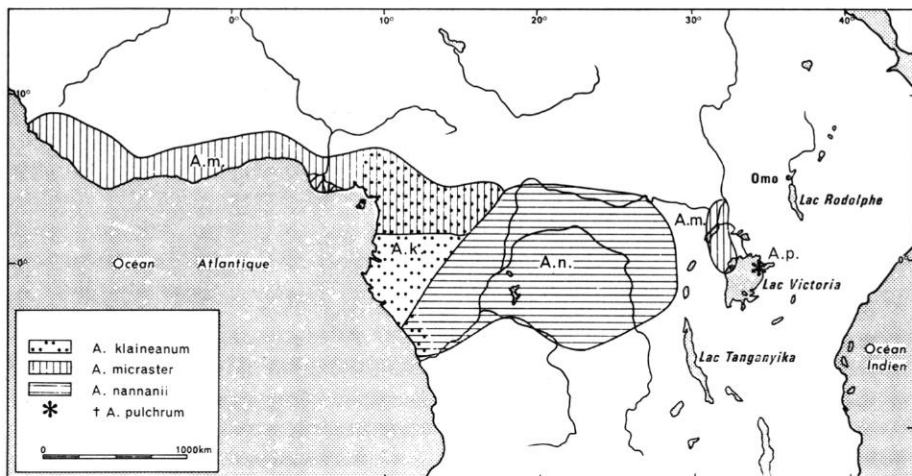 0° 10° 20° 30° 40°
10°
A.m.
Omo
Lac Rodolphe
A.m.
A.k.
A.n.
A.p.
0°
0°
Océan Atlantique
Lac Victoria
A. klaineanum
A. micraster
A. nannanii
† A. pulchrum
0 1000km
Lac Tanganyika
Océan
Indien